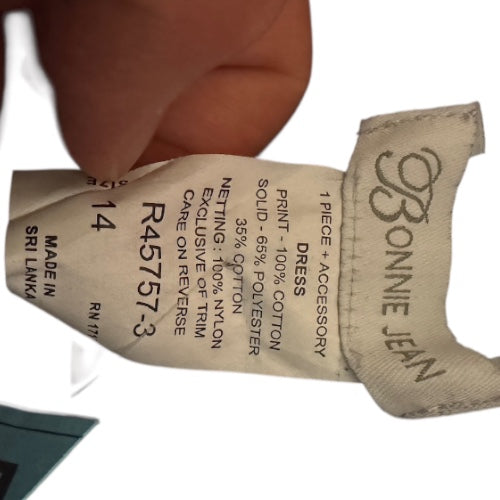 BONNIE JEAN
1 PIECE + ACCESSORY
DRESS
PRINT - 100% COTTON
SOLID - 65% POLYESTER
35% COTTON
NETTING : 100% NYLON
EXCLUSIVE OF TRIM
CARE ON REVERSE
R45757-3
14
MADE IN
SRI LANKA